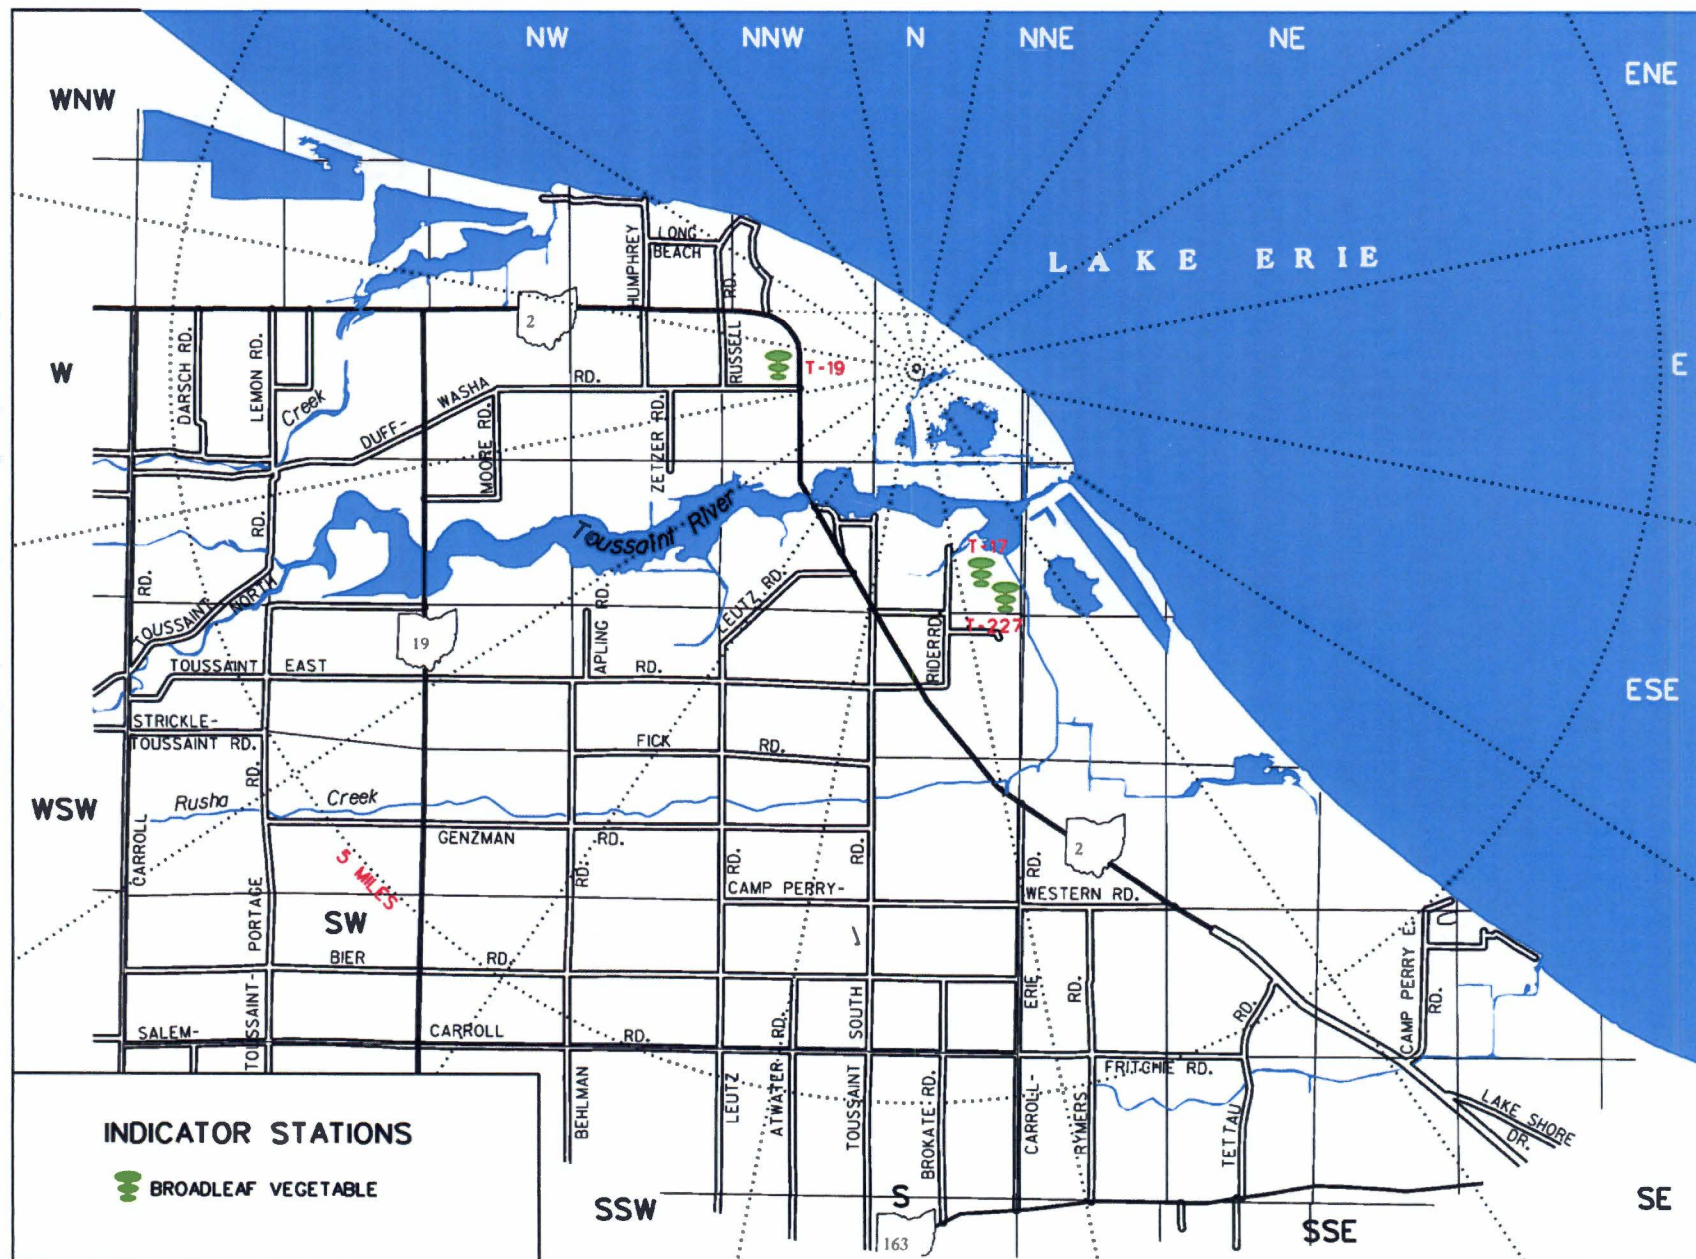 NW
NNW
N
NNE
NE
ENE
WNW
LAKE ERIE
HUMPHREY
LONG
BEACH
RUSSELL RD.
2
W
DARSCH RD.
LEMON RD.
Creek
DUFF-
WASHA
RD.
MOORE RD.
ZETZER RD.
T-19
E
Toussaint River
T-17
T-227
RD.
RD.
TOUSSAINT
NORTH
19
TOUSSAINT
EAST
RD.
APLING RD.
LEUTZ RD.
RIDER RD.
ESE
STRICKLE-
TOUSSAINT RD.
FICK
RD.
RD.
WSW
Rusha
Creek
CARROLL
GENZMAN
RD.
RD.
RD.
RD.
RD.
2
5 MILES
CAMP PERRY-
WESTERN RD.
SW
PORTAGE
TOUSSAINT-
BIER
RD.
SALEM-
CARROLL
RD.
SOUTH
ERIE
RD.
RD.
CAMP PERRY E.
RD.
FRITCHIE RD.
BEHLMAN
LEUTZ
ATWATER RD.
TOUSSAINT
BROKATE RD.
CARROLL-
RYMERS
TETTAU
LAKE SHORE
DR.
INDICATOR STATIONS
BROADLEAF VEGETABLE
SSW
S
163
SSE
SE